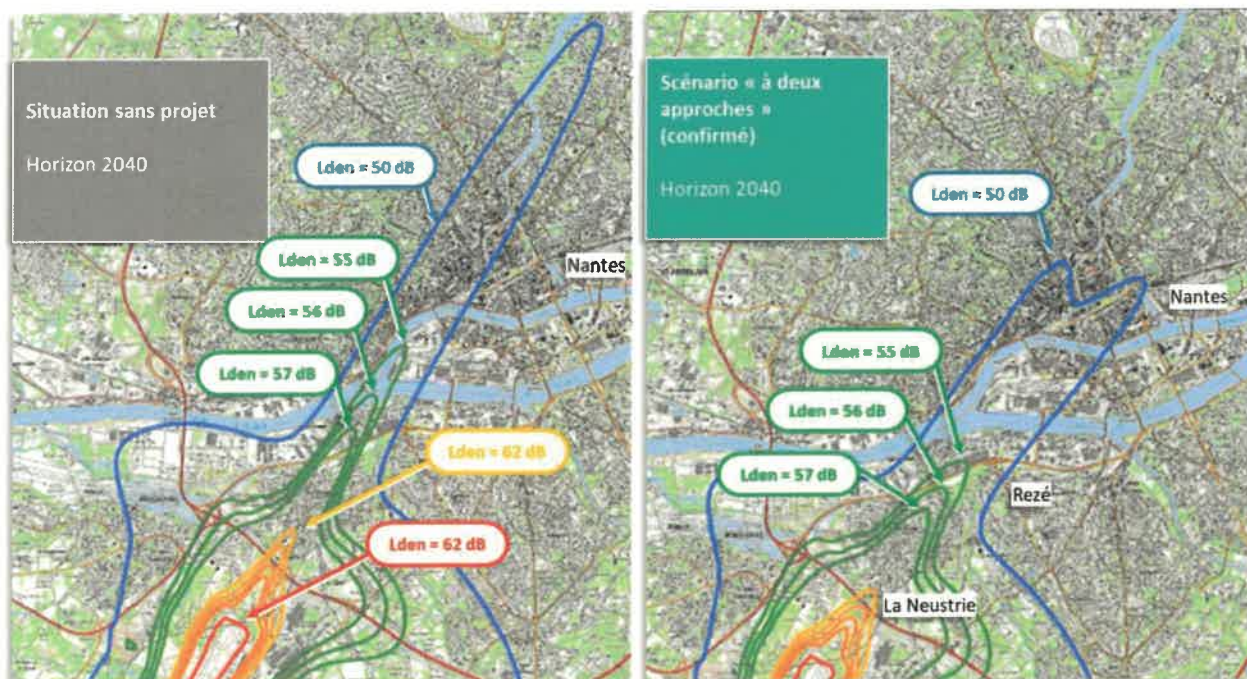 Situation sans projet
Horizon 2040
Lden = 50 dB
Lden = 55 dB
Nantes
Lden = 56 dB
Lden = 57 dB
Lden = 62 dB
Lden = 62 dB
Scénario « à deux
approches »
(confirmé)
Horizon 2040
Lden = 50 dB
Nantes
Lden = 55 dB
Lden = 56 dB
Lden = 57 dB
Rezé
La Neustrie